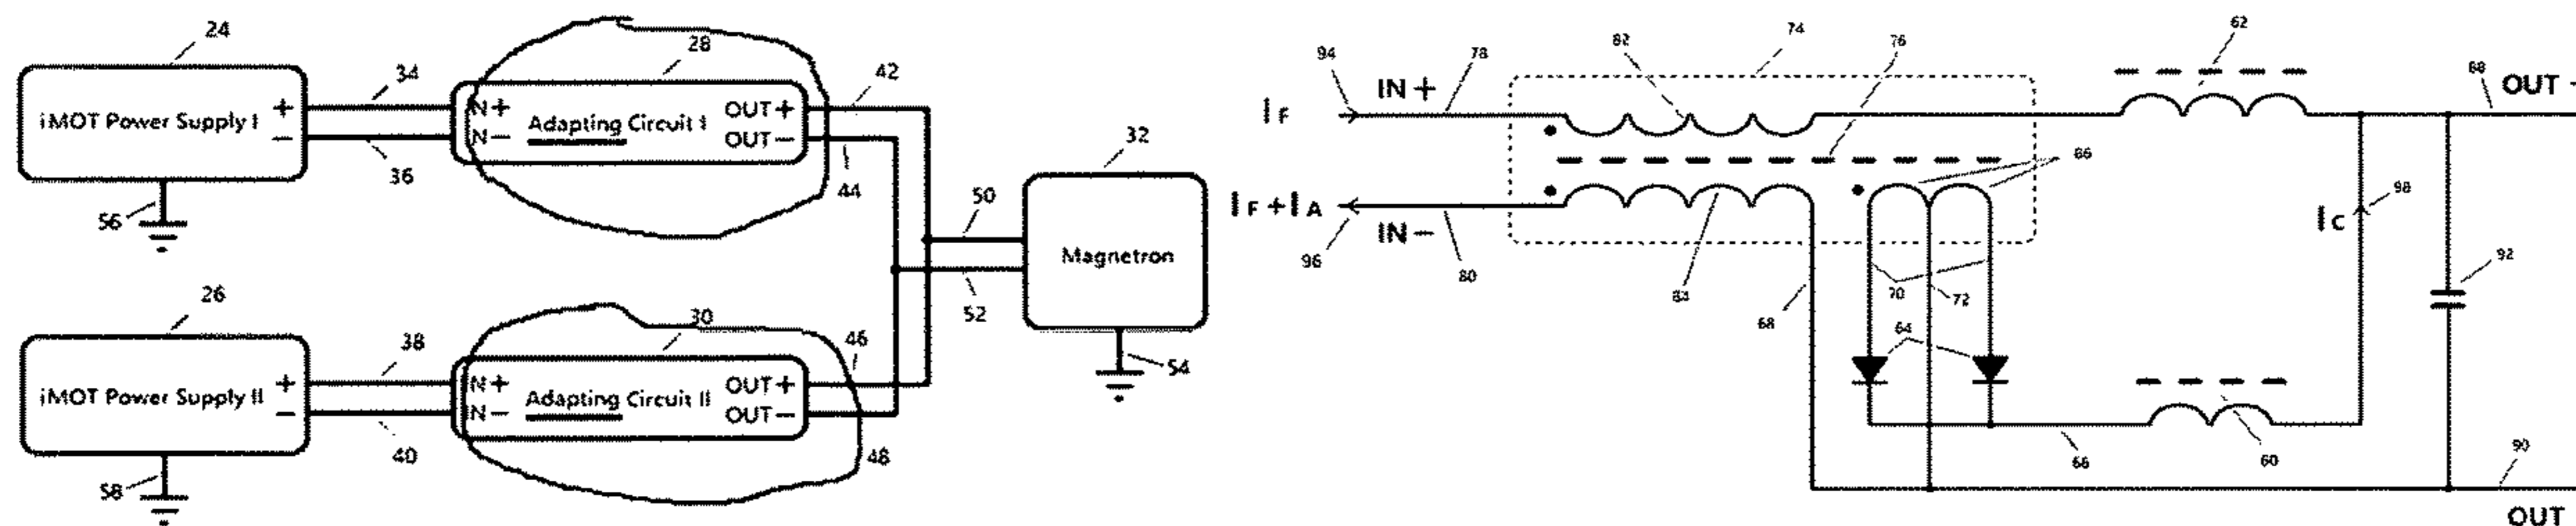 24
28
34
42
iMOT Power Supply I
+
−
IN+
IN−
Adapting Circuit I
OUT+
OUT−
36
44
32
56
50
Magnetron
52
26
30
38
46
54
iMOT Power Supply II
+
−
IN+
IN−
Adapting Circuit II
OUT+
OUT−
40
48
58
62
82
74
76
94
78
88
IN+
OUT
IF
86
98
IF+IA
IC
IN−
96
80
84
92
70
72
68
64
90
66
60
OUT